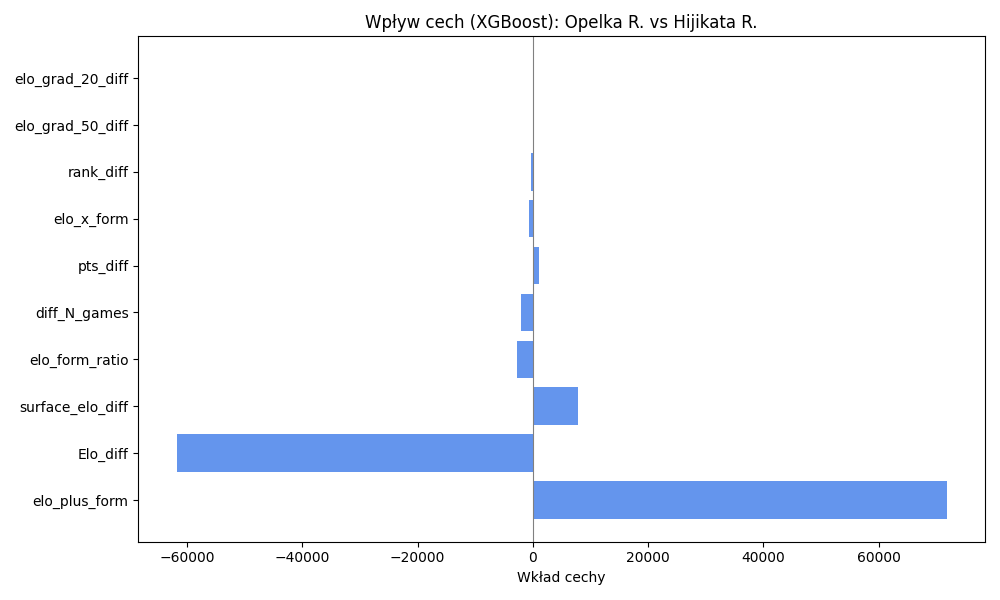 Wpływ cech (XGBoost): Opelka R. vs Hijikata R.
elo_grad_20_diff
elo_grad_50_diff
rank_diff
elo_x_form
pts_diff
diff_N_games
elo_form_ratio
surface_elo_diff
Elo_diff
elo_plus_form
−60000 −40000 −20000 0 20000 40000 60000
Wkład cechy